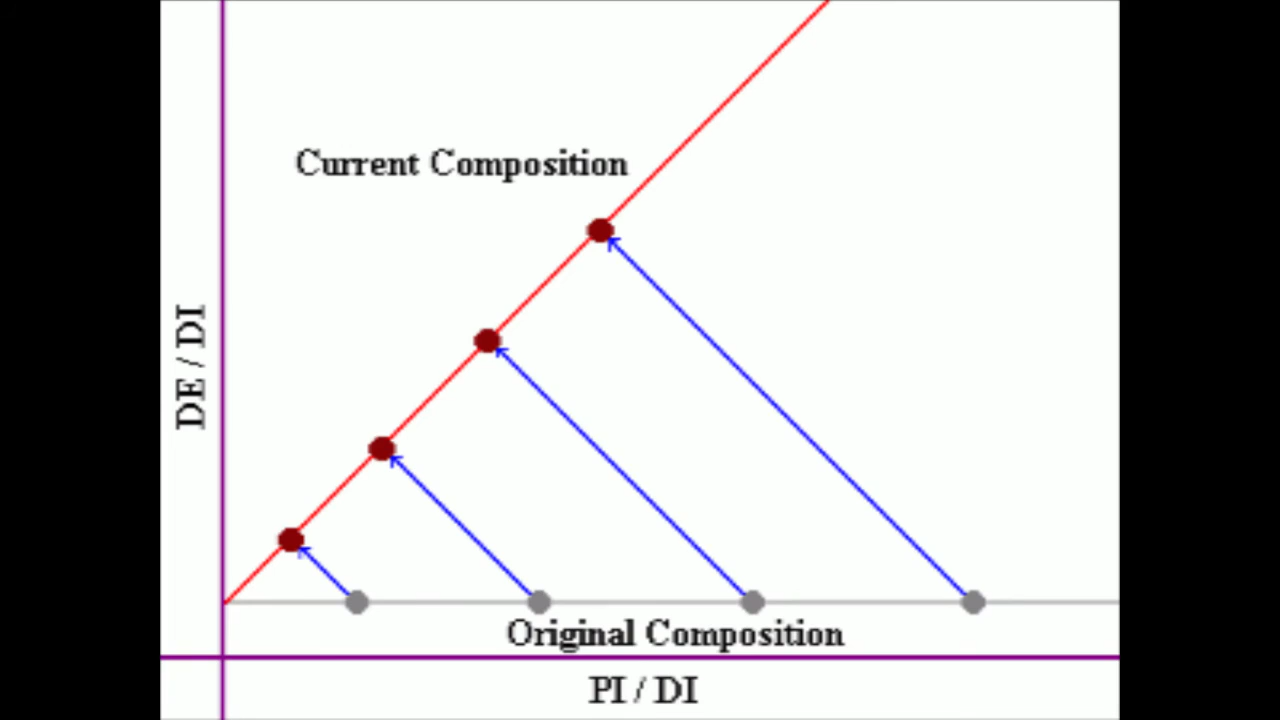 Current Composition
DE / DI
Original Composition
PI / DI